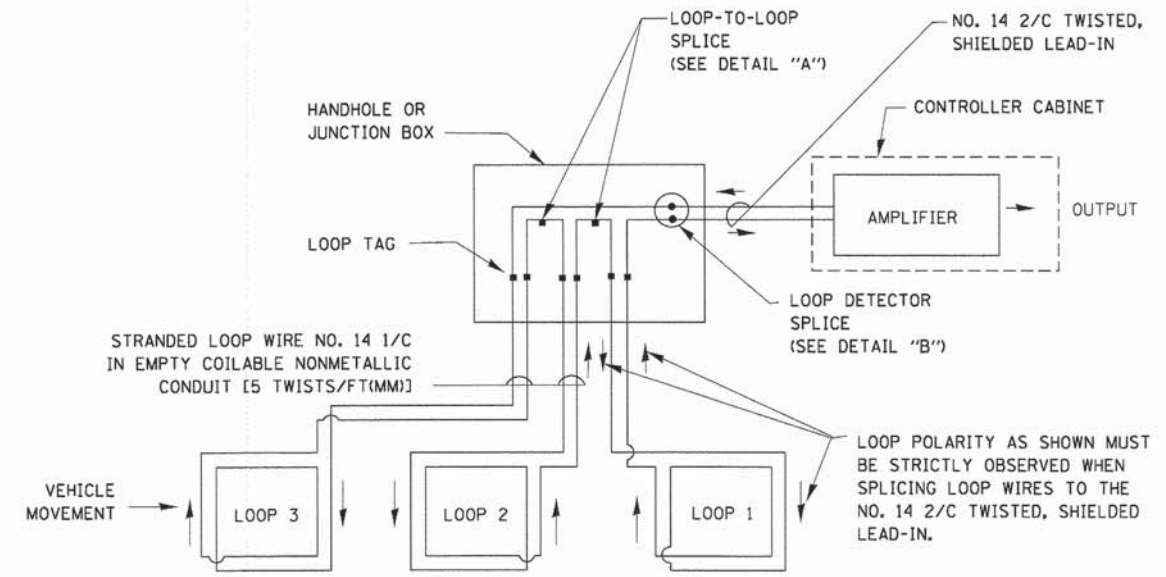 LOOP-TO-LOOP
SPLICE
(SEE DETAIL "A")
NO. 14 2/C TWISTED,
SHIELDED LEAD-IN
HANDHOLE OR
JUNCTION BOX
CONTROLLER CABINET
AMPLIFIER
OUTPUT
LOOP TAG
LOOP DETECTOR
SPLICE
(SEE DETAIL "B")
STRANDED LOOP WIRE NO. 14 1/C
IN EMPTY COILABLE NONMETALLIC
CONDUIT [5 TWISTS/FT(MM)]
LOOP POLARITY AS SHOWN MUST
BE STRICTLY OBSERVED WHEN
SPLICING LOOP WIRES TO THE
NO. 14 2/C TWISTED, SHIELDED
LEAD-IN.
VEHICLE
MOVEMENT
LOOP 3
LOOP 2
LOOP 1